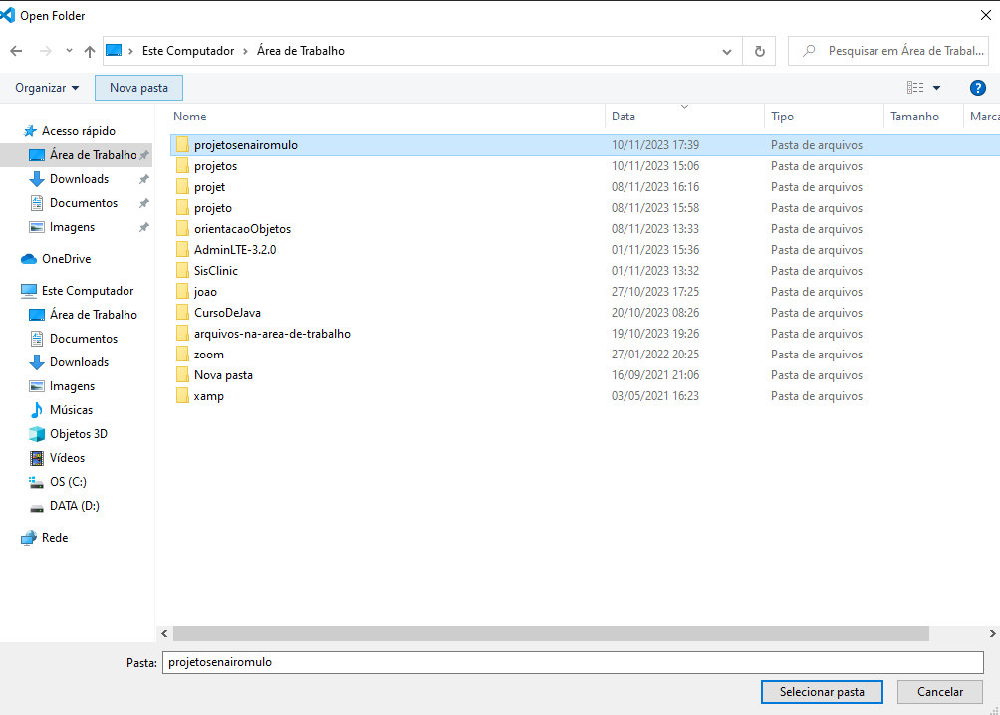 Open Folder
Este Computador > Área de Trabalho
Pesquisar em Área de Trabal...
Organizar Nova pasta
?
Nome Data Tipo Tamanho Marca
Acesso rápido
Área de Trabalho
Downloads
Documentos
Imagens
OneDrive
Este Computador
Área de Trabalho
Documentos
Downloads
Imagens
Músicas
Objetos 3D
Vídeos
OS (C:)
DATA (D:)
Rede
projetosenairomulo 10/11/2023 17:39 Pasta de arquivos
projetos 10/11/2023 15:06 Pasta de arquivos
projet 08/11/2023 16:16 Pasta de arquivos
projeto 08/11/2023 15:58 Pasta de arquivos
orientacaoObjetos 08/11/2023 13:33 Pasta de arquivos
AdminLTE-3.2.0 01/11/2023 15:36 Pasta de arquivos
SisClinic 01/11/2023 13:32 Pasta de arquivos
joao 27/10/2023 17:25 Pasta de arquivos
CursoDeJava 20/10/2023 08:26 Pasta de arquivos
arquivos-na-area-de-trabalho 19/10/2023 19:26 Pasta de arquivos
zoom 27/01/2022 20:25 Pasta de arquivos
Nova pasta 16/09/2021 21:06 Pasta de arquivos
xamp 03/05/2021 16:23 Pasta de arquivos
Pasta: projetosenairomulo
Selecionar pasta Cancelar